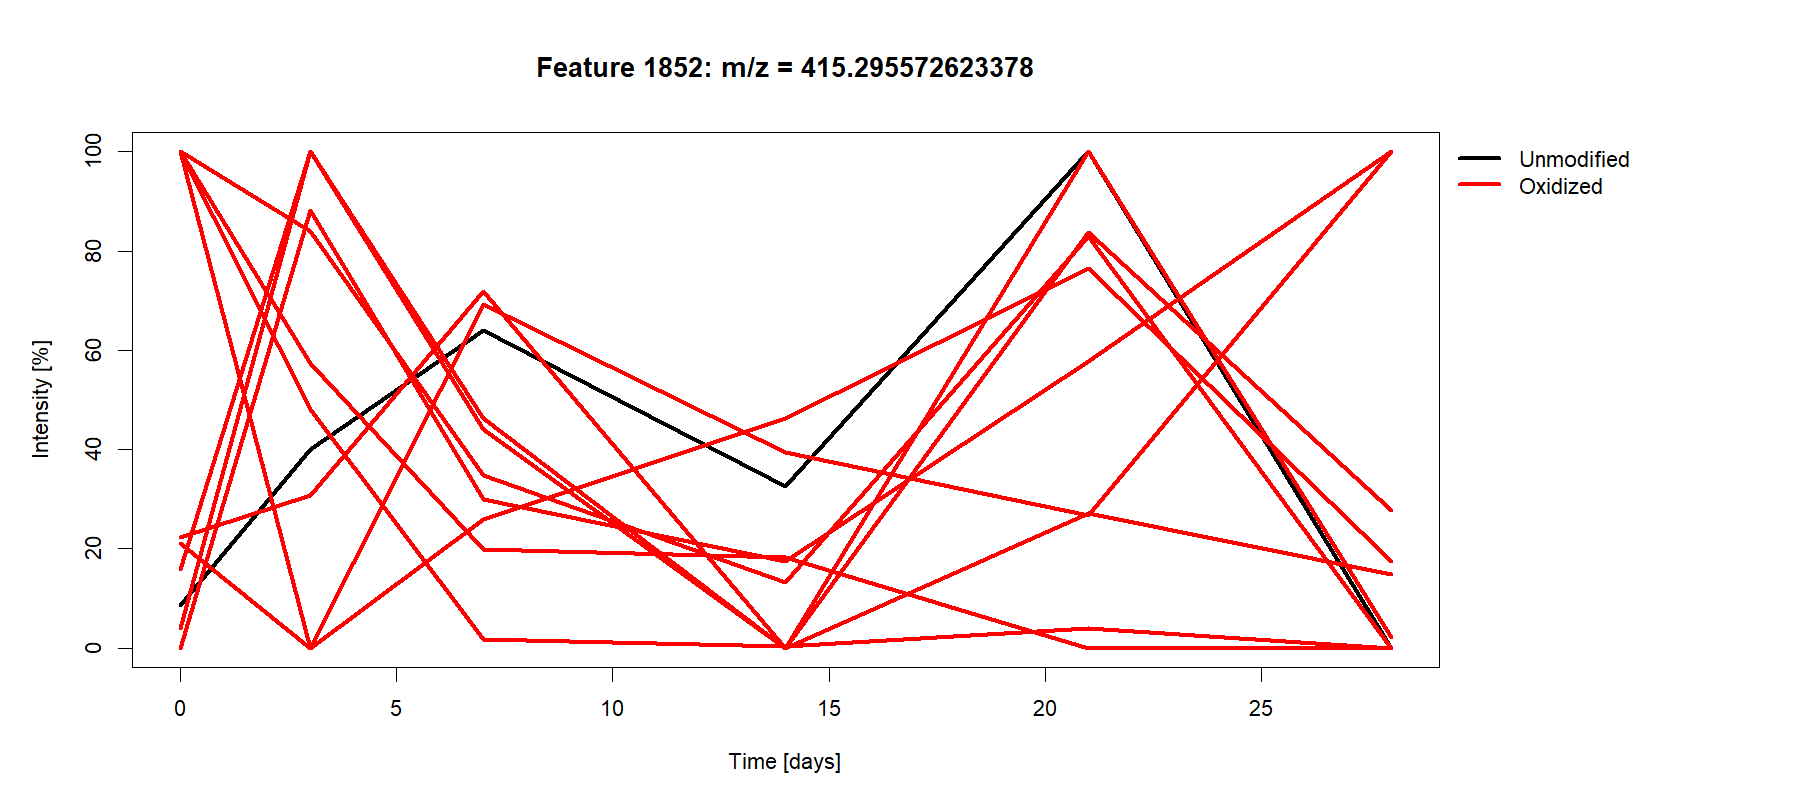 Feature 1852: m/z = 415.295572623378
Unmodified
Oxidized
Intensity [%]
100
80
60
40
20
0
0 5 10 15 20 25
Time [days]